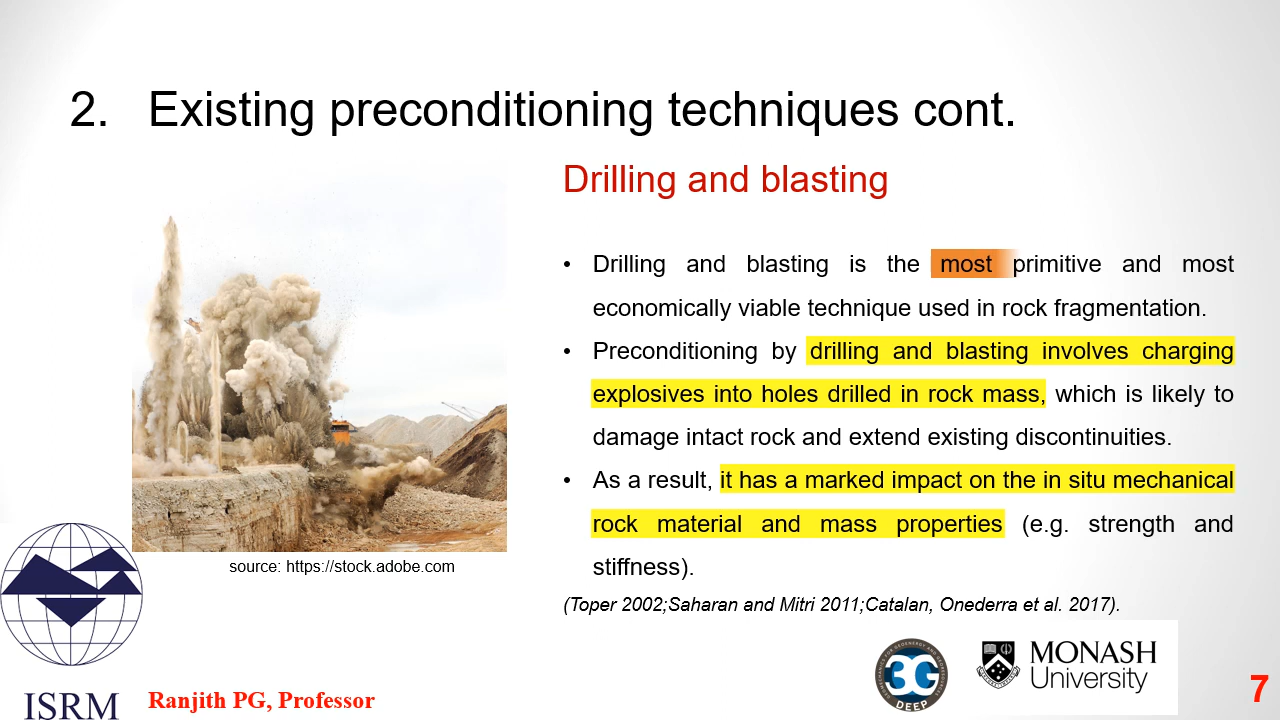 2. Existing preconditioning techniques cont.
Drilling and blasting
• Drilling and blasting is the most primitive and most
economically viable technique used in rock fragmentation.
• Preconditioning by drilling and blasting involves charging
explosives into holes drilled in rock mass, which is likely to
damage intact rock and extend existing discontinuities.
• As a result, it has a marked impact on the in situ mechanical
rock material and mass properties (e.g. strength and
stiffness).
(Toper 2002;Saharan and Mitri 2011;Catalan, Onederra et al. 2017).
source: https://stock.adobe.com
ISRM
Ranjith PG, Professor
3G
DEEP
MONASH
University
7